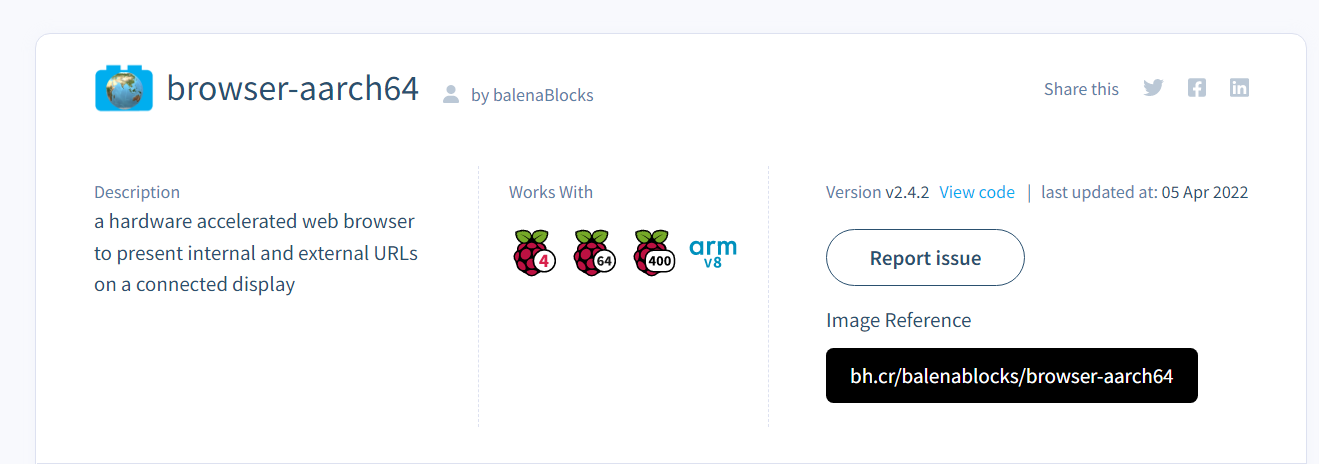 browser-aarch64
by balenaBlocks
Share this
Description
a hardware accelerated web browser
to present internal and external URLs
on a connected display
Works With
4
64
400
arm
v8
Version v2.4.2 View code | last updated at: 05 Apr 2022
Report issue
Image Reference
bh.cr/balenablocks/browser-aarch64